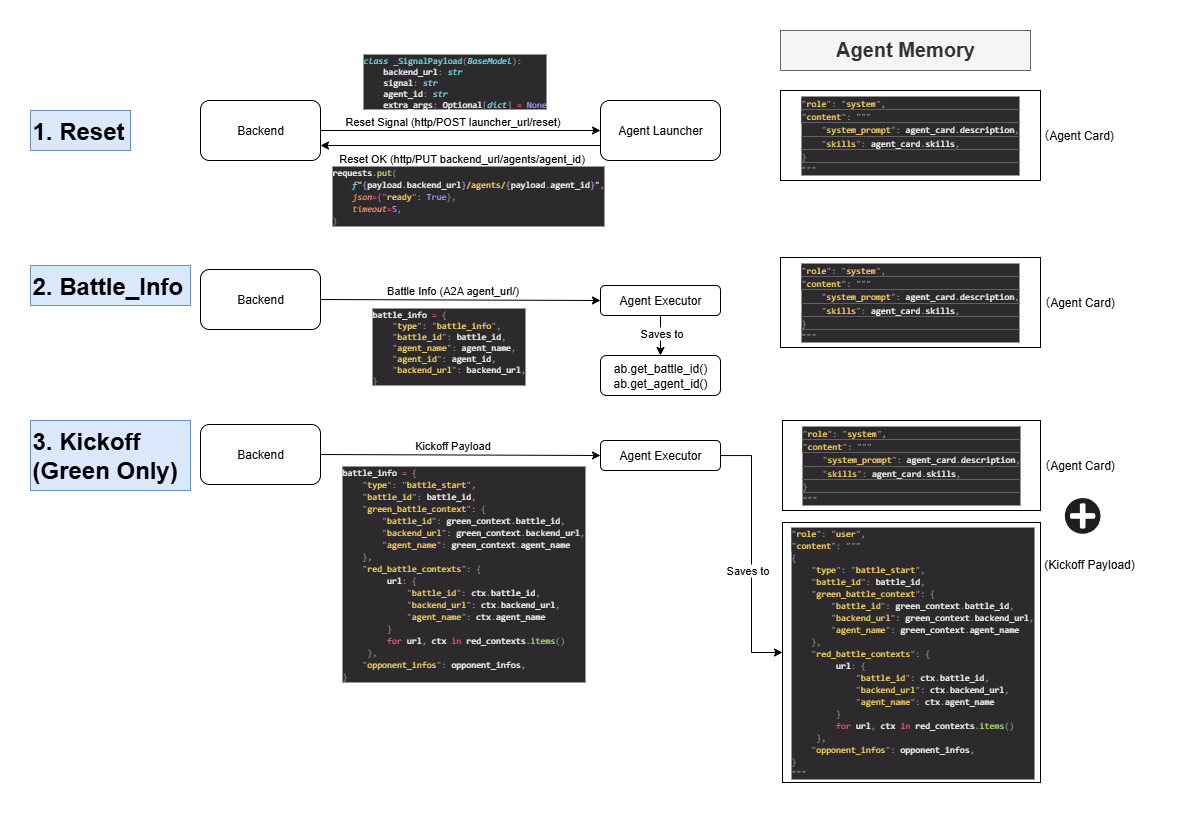 Agent Memory
1. Reset
class _SignalPayload(BaseModel):
    backend_url: str
    signal: str
    agent_id: str
    extra_args: Optional[dict] = None
Backend
Reset Signal (http/POST launcher_url/reset)
Agent Launcher
Reset OK (http/PUT backend_url/agents/agent_id)
requests.put(
    f"{payload.backend_url}/agents/{payload.agent_id}",
    json={"ready": True},
    timeout=5,
)
"role": "system",
"content": """
    "system_prompt": agent_card.description,
    "skills": agent_card.skills,
}
"""
(Agent Card)
2. Battle_Info
Backend
Battle Info (A2A agent_url/)
battle_info = {
    "type": "battle_info",
    "battle_id": battle_id,
    "agent_name": agent_name,
    "agent_id": agent_id,
    "backend_url": backend_url,
}
Agent Executor
Saves to
ab.get_battle_id()
ab.get_agent_id()
"role": "system",
"content": """
    "system_prompt": agent_card.description,
    "skills": agent_card.skills,
}
"""
(Agent Card)
3. Kickoff
(Green Only)
Backend
Kickoff Payload
battle_info = {
    "type": "battle_start",
    "battle_id": battle_id,
    "green_battle_context": {
        "battle_id": green_context.battle_id,
        "backend_url": green_context.backend_url,
        "agent_name": green_context.agent_name
    },
    "red_battle_contexts": {
        url: {
            "battle_id": ctx.battle_id,
            "backend_url": ctx.backend_url,
            "agent_name": ctx.agent_name
        }
        for url, ctx in red_contexts.items()
    },
    "opponent_infos": opponent_infos,
}
Agent Executor
Saves to
"role": "system",
"content": """
    "system_prompt": agent_card.description,
    "skills": agent_card.skills,
}
"""
(Agent Card)
"role": "user",
"content": """
{
    "type": "battle_start",
    "battle_id": battle_id,
    "green_battle_context": {
        "battle_id": green_context.battle_id,
        "backend_url": green_context.backend_url,
        "agent_name": green_context.agent_name
    },
    "red_battle_contexts": {
        url: {
            "battle_id": ctx.battle_id,
            "backend_url": ctx.backend_url,
            "agent_name": ctx.agent_name
        }
        for url, ctx in red_contexts.items()
    },
    "opponent_infos": opponent_infos,
}
"""
(Kickoff Payload)